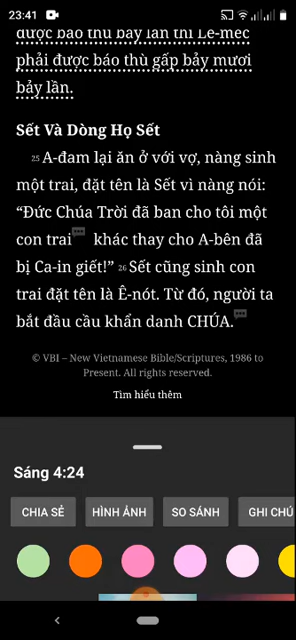 23:41
được báo thù bảy lần thì Lê-méc
phải được báo thù gấp bảy mươi
bảy lần.
Sết Và Dòng Họ Sết
25 A-đam lại ăn ở với vợ, nàng sinh
một trai, đặt tên là Sết vì nàng nói:
“Đức Chúa Trời đã ban cho tôi một
con trai khác thay cho A-bên đã
bị Ca-in giết!” 26 Sết cũng sinh con
trai đặt tên là Ê-nót. Từ đó, người ta
bắt đầu cầu khẩn danh CHÚA.
© VBI – New Vietnamese Bible/Scriptures, 1986 to
Present. All rights reserved.
Tìm hiểu thêm
Sáng 4:24
CHIA SẺ HÌNH ẢNH SO SÁNH GHI CHÚ